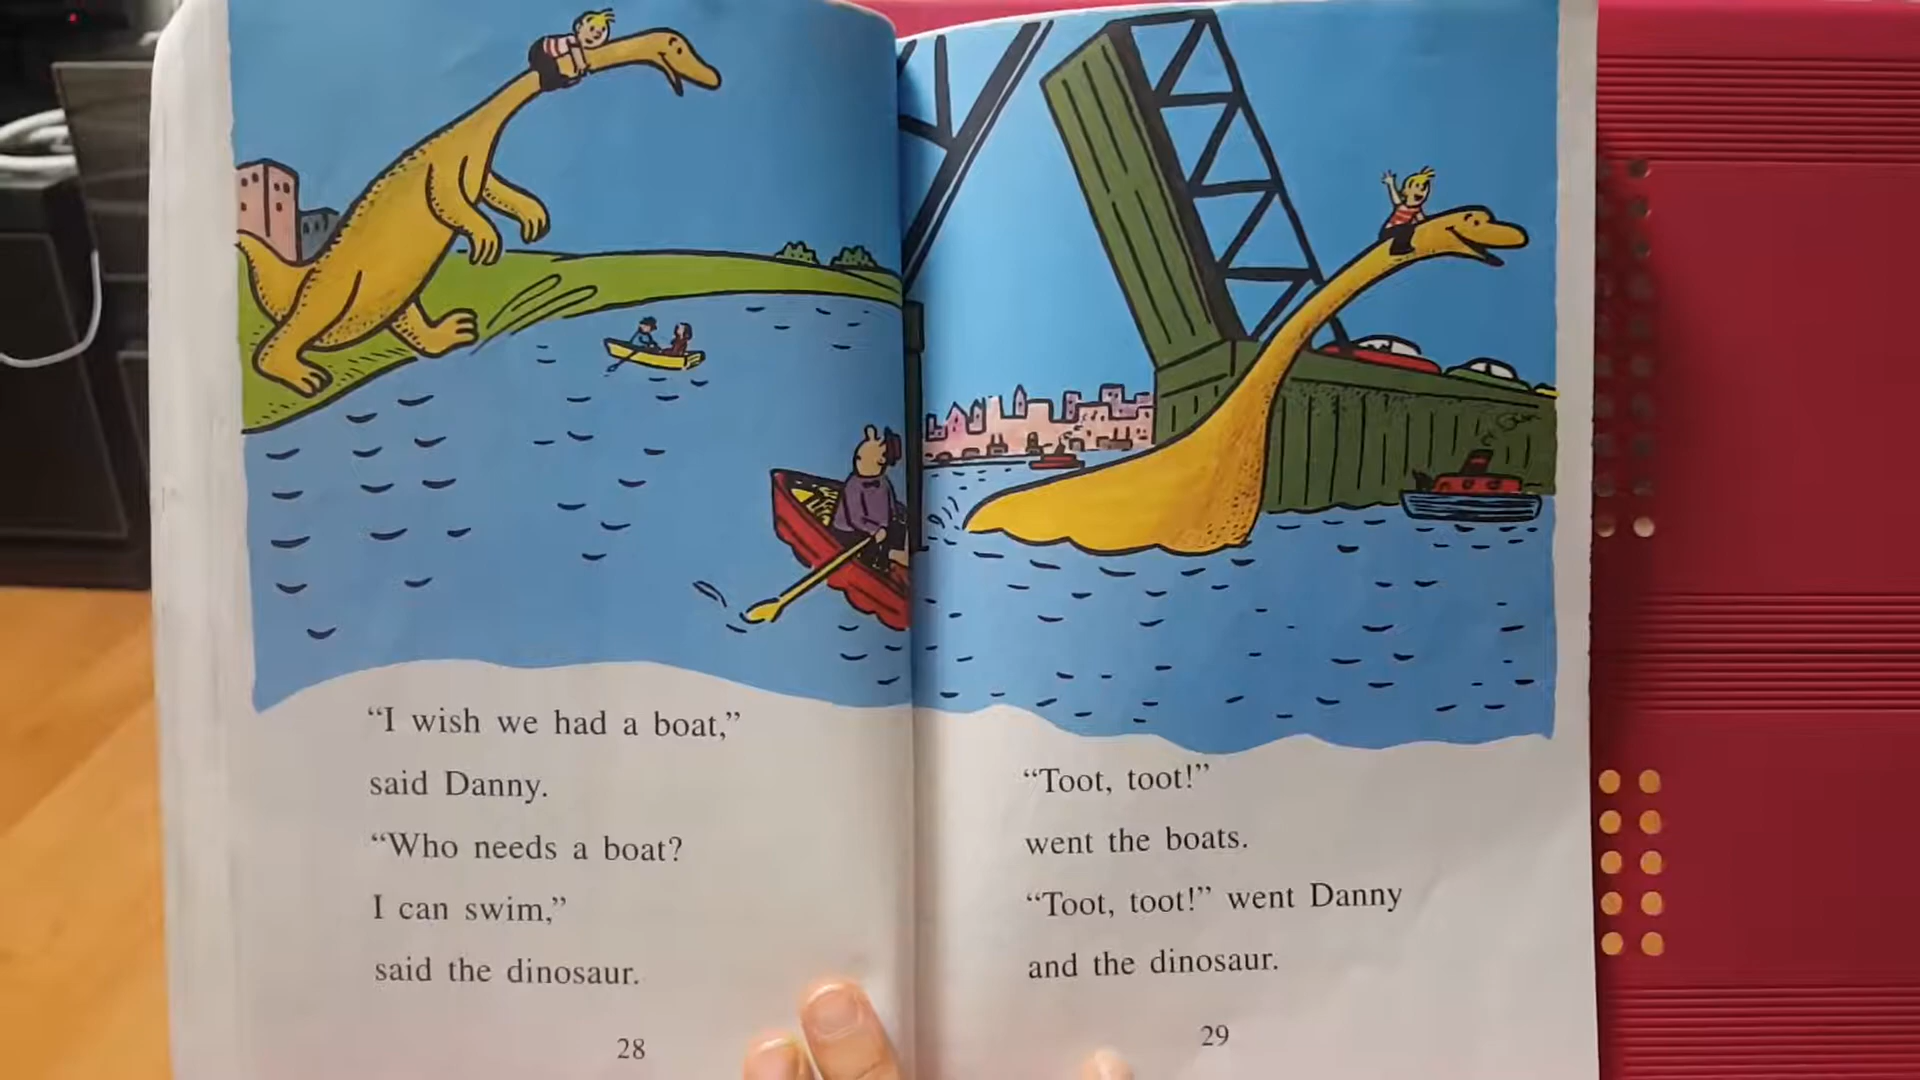 “I wish we had a boat,”
said Danny.
“Who needs a boat?
I can swim,”
said the dinosaur.
28
“Toot, toot!”
went the boats.
“Toot, toot!” went Danny
and the dinosaur.
29